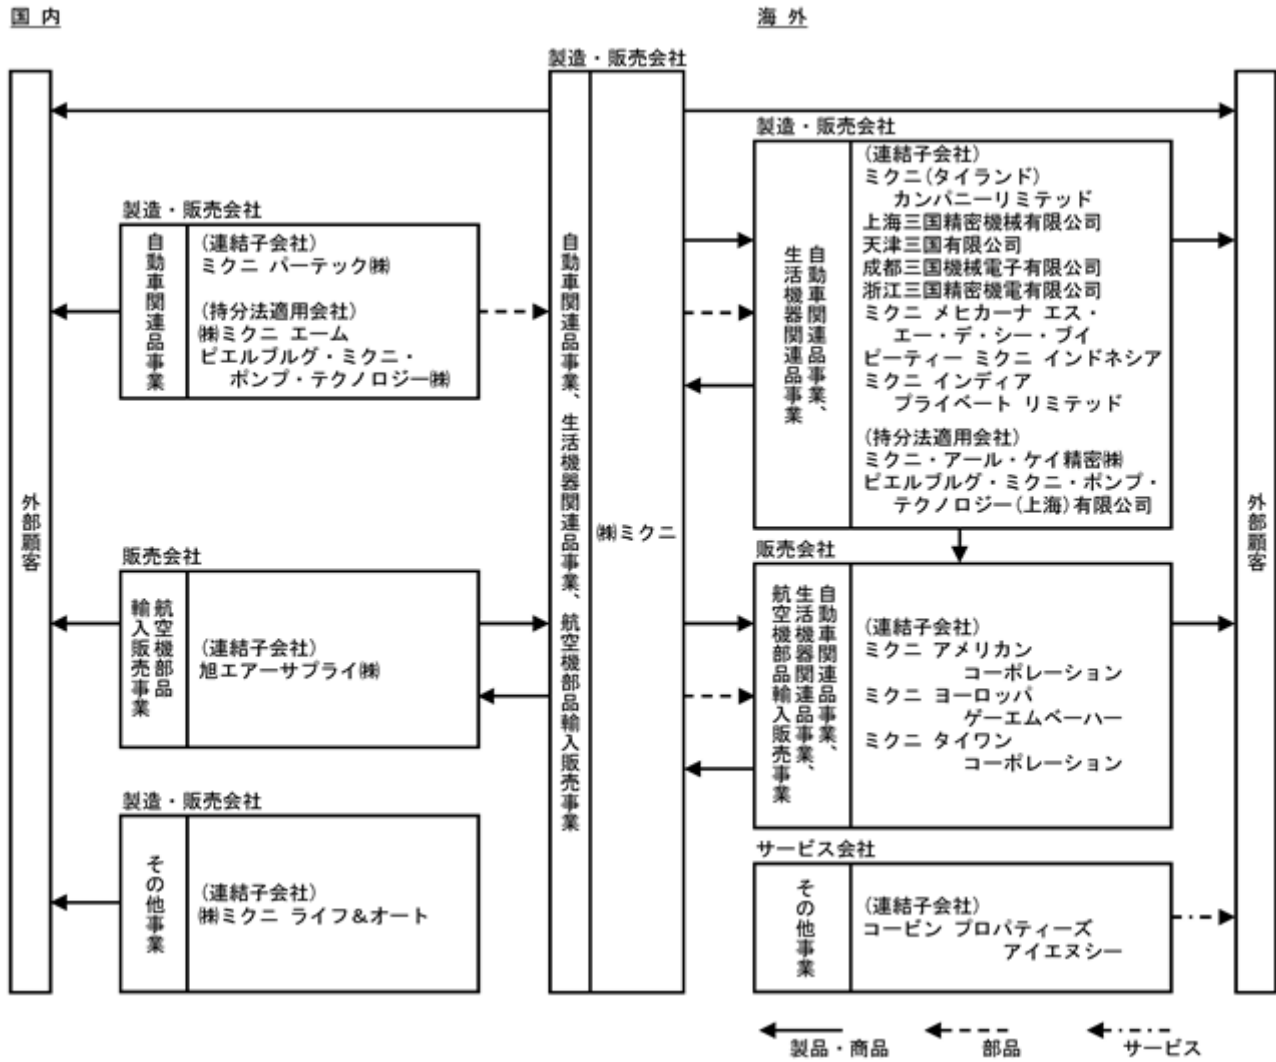 国内
海外
製造・販売会社
外部顧客
製造・販売会社
自動車関連品事業
(連結子会社)
ミクニ パーテック㈱
(持分法適用会社)
㈱ミクニ エーム
ピエルブルグ・ミクニ・
ポンプ・テクノロジー㈱
販売会社
航空機部品
輸入販売事業
(連結子会社)
旭エアーサプライ㈱
製造・販売会社
その他事業
(連結子会社)
㈱ミクニ ライフ&オート
自動車関連品事業、生活機器関連品事業、航空機部品輸入販売事業
㈱ミクニ
製造・販売会社
自動車関連品事業、
生活機器関連品事業
(連結子会社)
ミクニ(タイランド)
カンパニーリミテッド
上海三国精密機械有限公司
天津三国有限公司
成都三国機械電子有限公司
浙江三国精密機電有限公司
ミクニ メヒカーナ エス・
エー・デ・シー・ブイ
ピーティー ミクニ インドネシア
ミクニ インディア
プライベート リミテッド
(持分法適用会社)
ミクニ・アール・ケイ精密㈱
ピエルブルグ・ミクニ・ポンプ・
テクノロジー(上海)有限公司
販売会社
自動車関連品事業、
生活機器関連品事業、
航空機部品輸入販売事業
(連結子会社)
ミクニ アメリカン
コーポレーション
ミクニ ヨーロッパ
ゲーエムベーハー
ミクニ タイワン
コーポレーション
サービス会社
その他事業
(連結子会社)
コービン プロパティーズ
アイエヌシー
外部顧客
製品・商品
部品
サービス